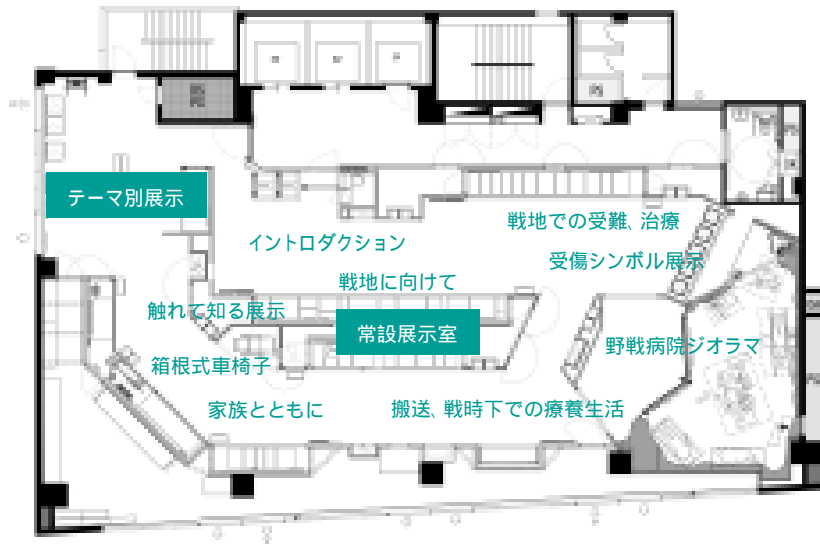 テーマ別展示
戦地での受難、治療
イントロダクション
受傷シンボル展示
戦地に向けて
触れて知る展示
常設展示室
野戦病院ジオラマ
箱根式車椅子
家族とともに
搬送、戦時下での療養生活